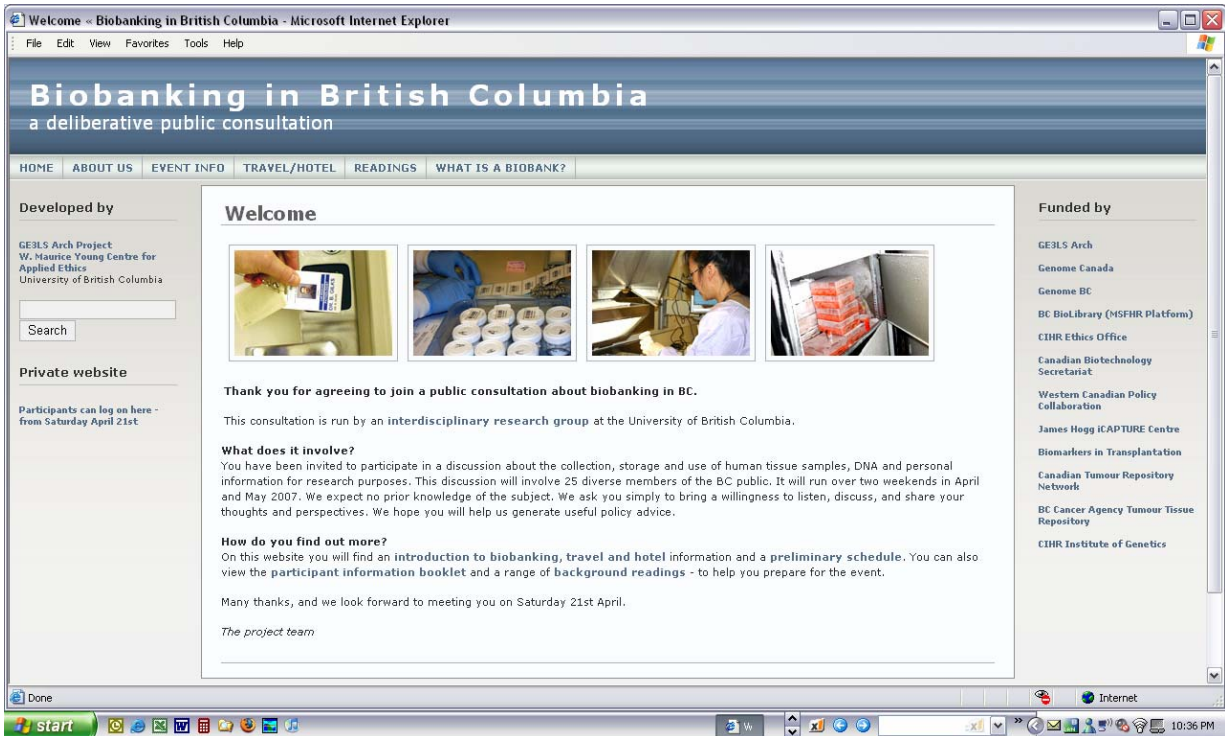 Welcome « Biobanking in British Columbia - Microsoft Internet Explorer
File Edit View Favorites Tools Help
Biobanking in British Columbia
a deliberative public consultation
HOME ABOUT US EVENT INFO TRAVEL/HOTEL READINGS WHAT IS A BIOBANK?
Developed by
GE3LS Arch Project
W. Maurice Young Centre for
Applied Ethics
University of British Columbia
Search
Private website
Participants can log on here -
from Saturday April 21st
Welcome
Thank you for agreeing to join a public consultation about biobanking in BC.
This consultation is run by an interdisciplinary research group at the University of British Columbia.
What does it involve?
You have been invited to participate in a discussion about the collection, storage and use of human tissue samples, DNA and personal
information for research purposes. This discussion will involve 25 diverse members of the BC public. It will run over two weekends in April
and May 2007. We expect no prior knowledge of the subject. We ask you simply to bring a willingness to listen, discuss, and share your
thoughts and perspectives. We hope you will help us generate useful policy advice.
How do you find out more?
On this website you will find an introduction to biobanking, travel and hotel information and a preliminary schedule. You can also
view the participant information booklet and a range of background readings - to help you prepare for the event.
Many thanks, and we look forward to meeting you on Saturday 21st April.
The project team
Funded by
GE3LS Arch
Genome Canada
Genome BC
BC BioLibrary (MSFHR Platform)
CIHR Ethics Office
Canadian Biotechnology
Secretariat
Western Canadian Policy
Collaboration
James Hogg iCAPTURE Centre
Biomarkers in Transplantation
Canadian Tumour Repository
Network
BC Cancer Agency Tumour Tissue
Repository
CIHR Institute of Genetics
Done
Internet
start
10:36 PM